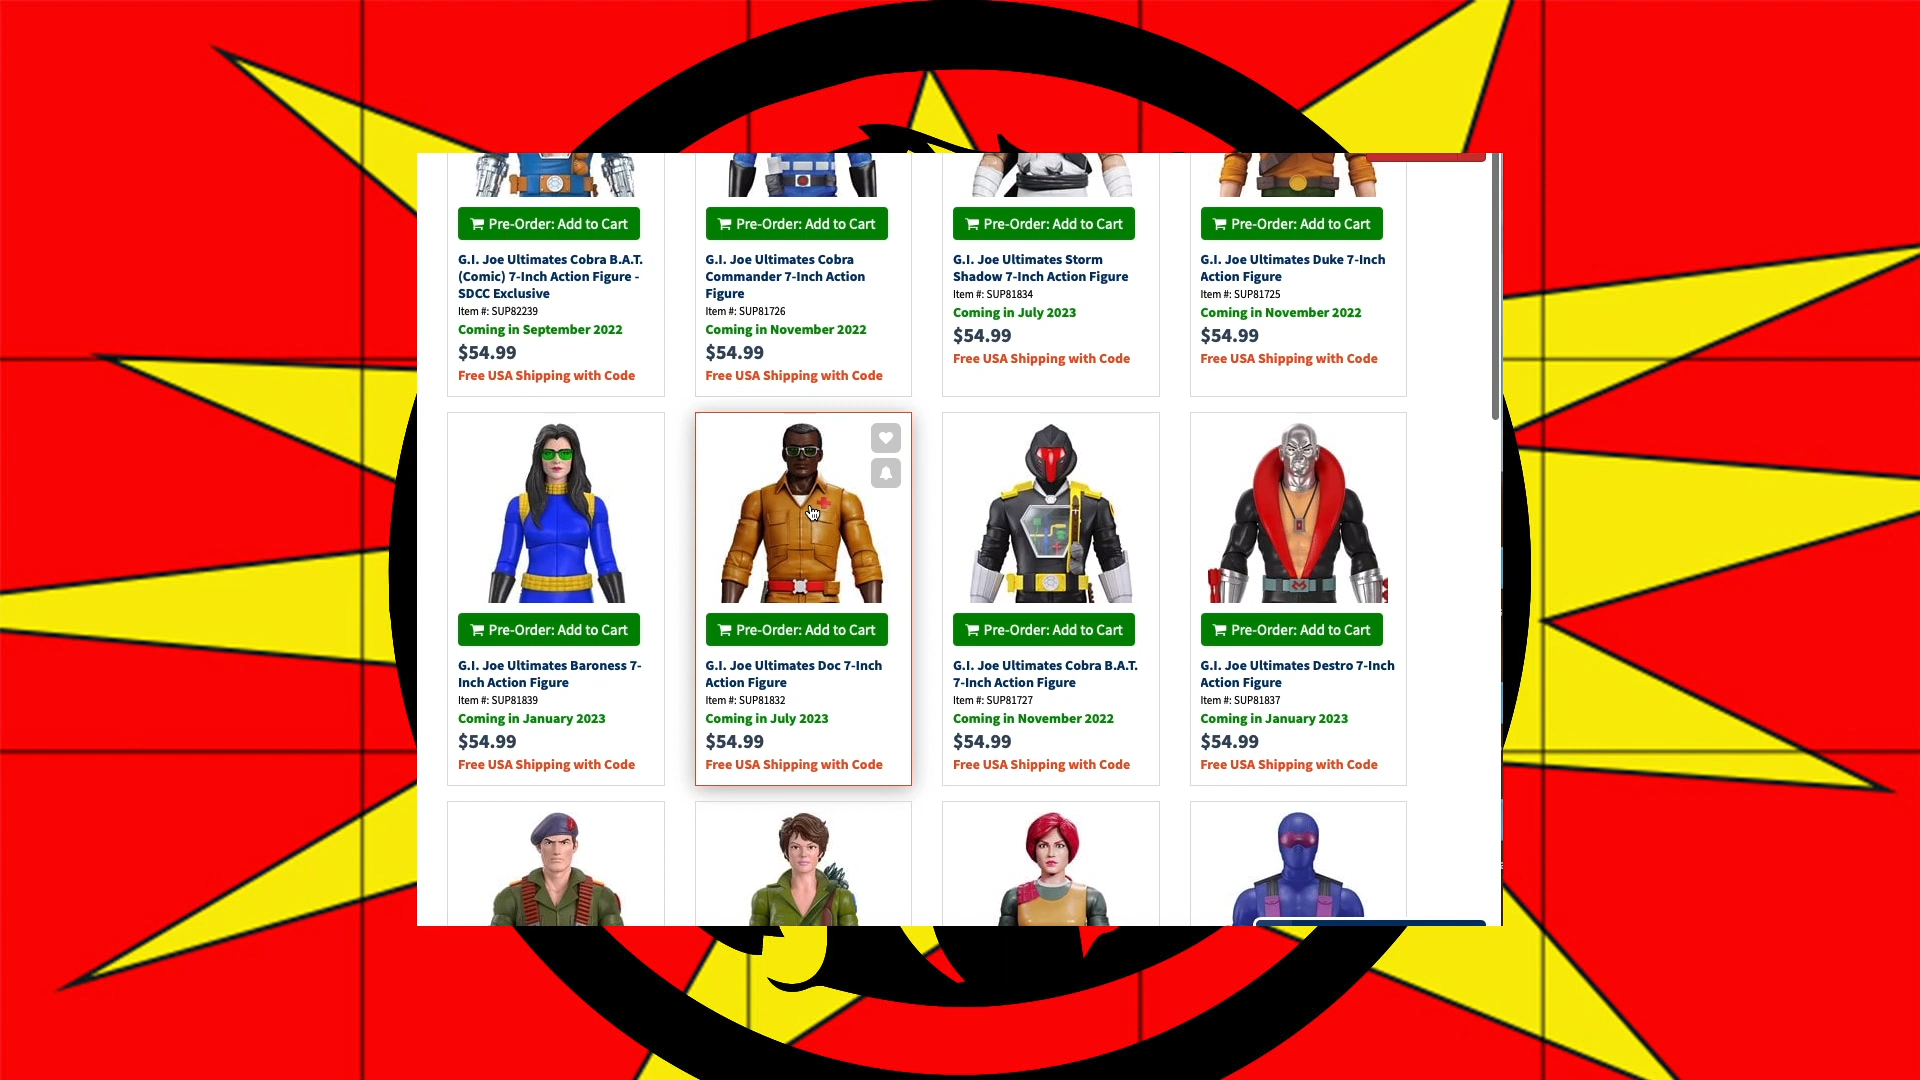 Pre-Order: Add to Cart
G.I. Joe Ultimates Cobra B.A.T.
(Comic) 7-Inch Action Figure -
SDCC Exclusive
Item #: SUP82239
Coming in September 2022
$54.99
Free USA Shipping with Code
Pre-Order: Add to Cart
G.I. Joe Ultimates Cobra
Commander 7-Inch Action
Figure
Item #: SUP81726
Coming in November 2022
$54.99
Free USA Shipping with Code
Pre-Order: Add to Cart
G.I. Joe Ultimates Storm
Shadow 7-Inch Action Figure
Item #: SUP81834
Coming in July 2023
$54.99
Free USA Shipping with Code
Pre-Order: Add to Cart
G.I. Joe Ultimates Duke 7-Inch
Action Figure
Item #: SUP81725
Coming in November 2022
$54.99
Free USA Shipping with Code
Pre-Order: Add to Cart
G.I. Joe Ultimates Baroness 7-
Inch Action Figure
Item #: SUP81839
Coming in January 2023
$54.99
Free USA Shipping with Code
Pre-Order: Add to Cart
G.I. Joe Ultimates Doc 7-Inch
Action Figure
Item #: SUP81832
Coming in July 2023
$54.99
Free USA Shipping with Code
Pre-Order: Add to Cart
G.I. Joe Ultimates Cobra B.A.T.
7-Inch Action Figure
Item #: SUP81727
Coming in November 2022
$54.99
Free USA Shipping with Code
Pre-Order: Add to Cart
G.I. Joe Ultimates Destro 7-Inch
Action Figure
Item #: SUP81837
Coming in January 2023
$54.99
Free USA Shipping with Code